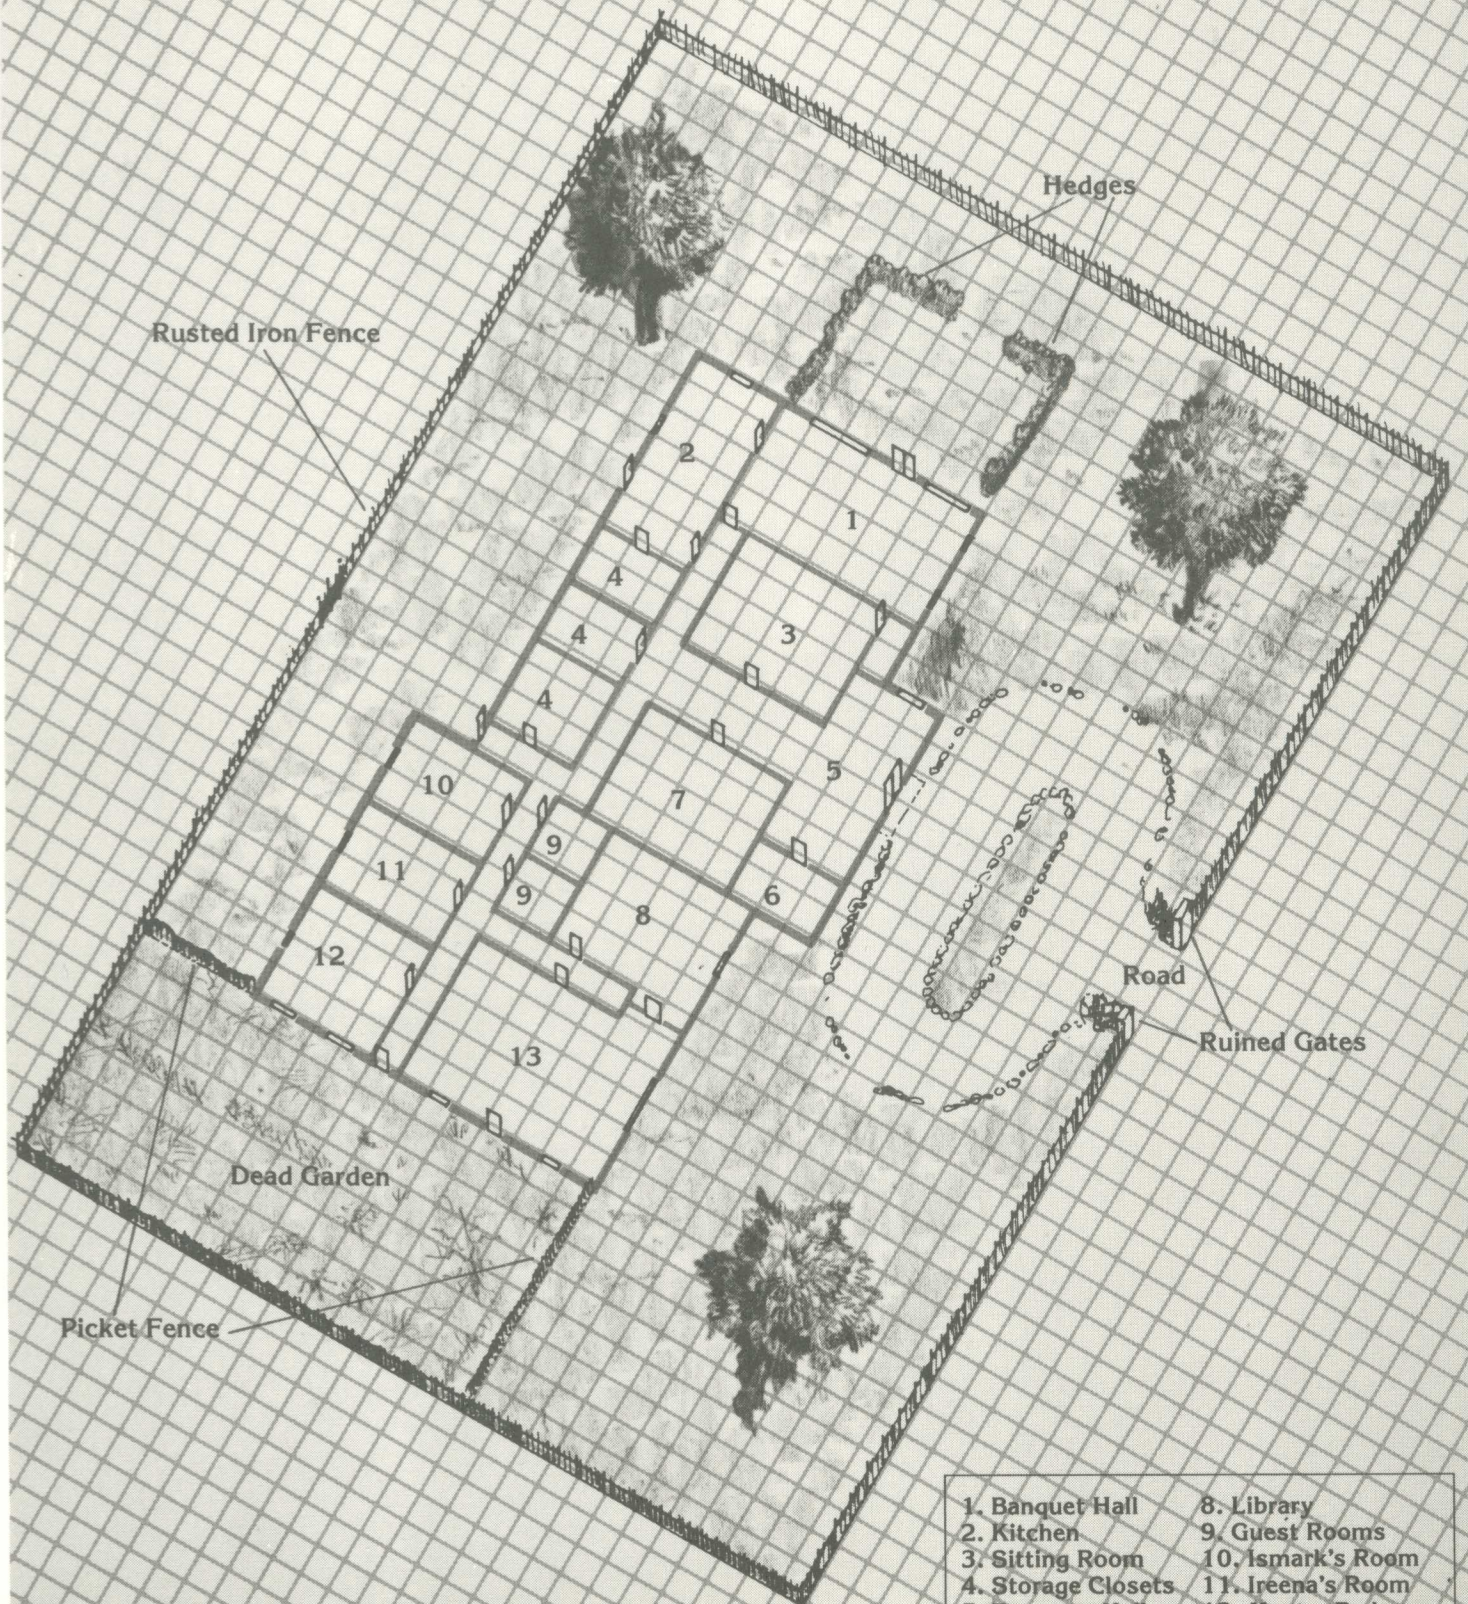 Hedges
Rusted Iron Fence
2
1
4
3
4
4
5
10
7
9
11
9
6
8
12
Road
Ruined Gates
13
Dead Garden
Picket Fence
1. Banquet Hall
2. Kitchen
3. Sitting Room
4. Storage Closets
8. Library
9. Guest Rooms
10. Ismark's Room
11. Ireena's Room